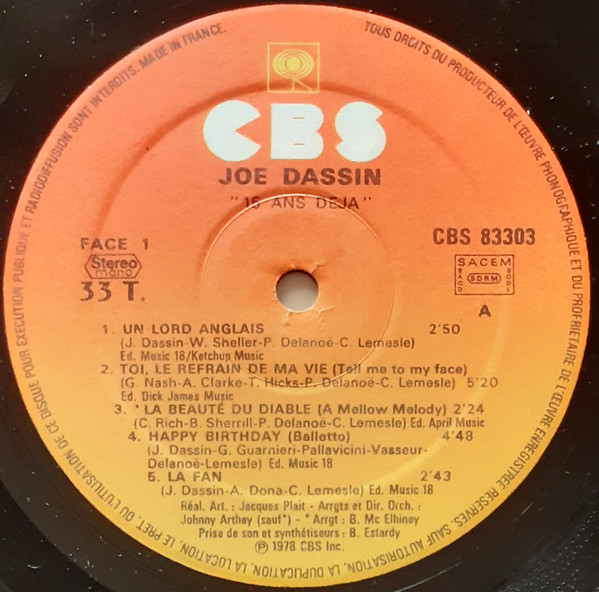 TOUS DROITS DU PRODUCTEUR DE L'ŒUVRE PHONOGRAPHIQUE ET DU PROPRIETAIRE DE L'ŒUVRE ENREGISTREE RESERVES. SAUF AUTORISATION, LA DUPLICATION, LA LOCATION, LE PRET, OU L'UTILISATION DE CE DISQUE POUR EXECUTION PUBLIQUE ET RADIODIFFUSION SONT INTERDITS. MADE IN FRANCE.
CBS
JOE DASSIN
"15 ANS DEJA"
FACE 1
CBS 83303
Stereo
mono
SACEM
SDRM
33 T.
A
1. UN LORD ANGLAIS 2'50
(J. Dassin-W. Sheller-P. Delanoë-C. Lemesle)
Ed. Music 18/Ketchup Music
2. TOI, LE REFRAIN DE MA VIE (Tell me to my face)
(G. Nash-A. Clarke-T. Hicks-P. Delanoë-C. Lemesle) 5'20
Ed. Dick James Music
3. * LA BEAUTÉ DU DIABLE (A Mellow Melody) 2'24
(C. Rich-B. Sherrill-P. Delanoë-C. Lemesle) Ed. April Music
4. HAPPY BIRTHDAY (Balletto) 4'48
(J. Dassin-G. Guarnieri-Pallavicini-Vasseur-
Delanoë-Lemesle) Ed. Music 18
5. LA FAN 2'43
(J. Dassin-A. Dona-C. Lemesle) Ed. Music 18
Réal. Art. : Jacques Plait - Arrgts et Dir. Orch. :
Johnny Arthey (sauf*) - * Arrgt : B. Mc Elhiney
Prise de son et synthétiseurs : B. Estardy
℗ 1978 CBS Inc.